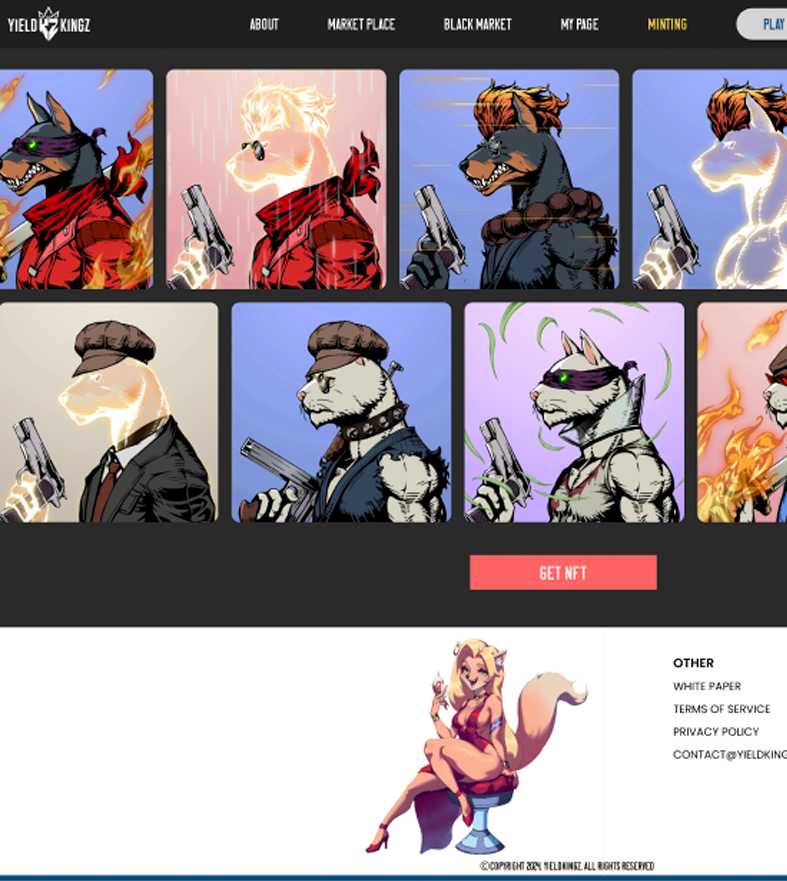 YIELD KINGZ ABOUT MARKET PLACE BLACK MARKET MY PAGE MINTING PLAY
GET NFT
OTHER
WHITE PAPER
TERMS OF SERVICE
PRIVACY POLICY
CONTACT@YIELDKING
©COPYRIGHT 2024. YIELDKINGZ. ALL RIGHTS RESERVED